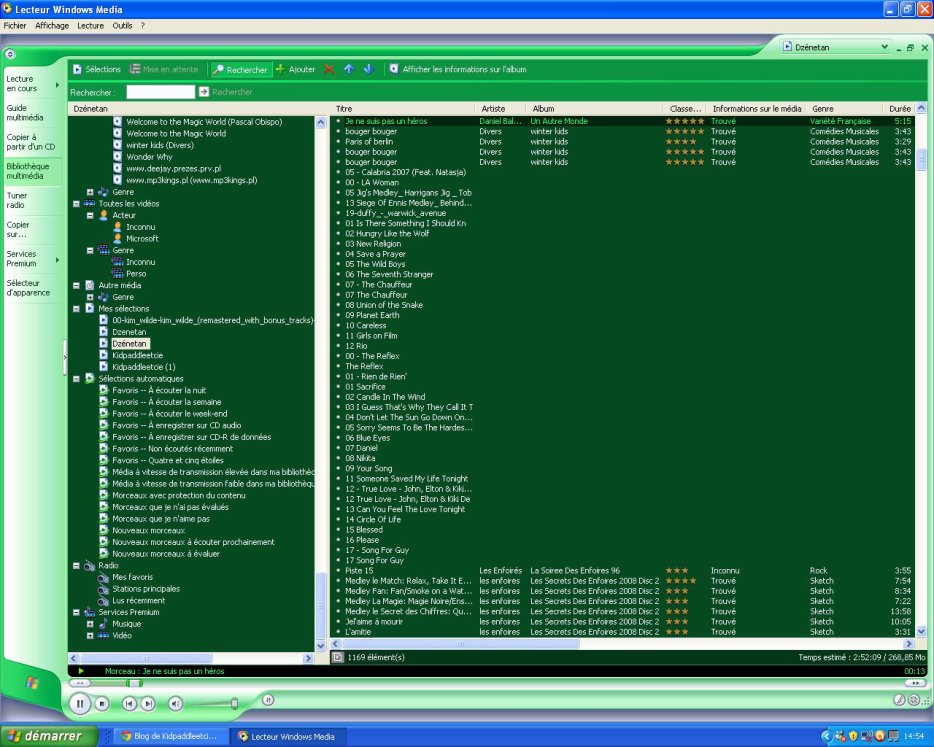 Lecteur Windows Media
Fichier Affichage Lecture Outils ?
Dzénetan
Lecture
en cours
Guide
multimédia
Copier à
partir d'un CD
Bibliothèque
multimédia
Tuner
radio
Copier
sur...
Services
Premium
Sélecteur
d'apparence
Sélections Mise en attente Rechercher Ajouter Afficher les informations sur l'album
Rechercher : Rechercher
Dzénetan
Welcome to the Magic World (Pascal Obispo)
Welcome to the Magic World
winter kids (Divers)
Wonder Why
www.deejay.prezes.prv.pl
www.mp3kings.pl (www.mp3kings.pl)
Genre
Toutes les vidéos
Acteur
Inconnu
Microsoft
Genre
Inconnu
Perso
Autre média
Genre
Mes sélections
00-kim_wilde-kim_wilde_(remastered_with_bonus_tracks)-
Dzenetan
Dzénetan
Kidpaddleetcie
Kidpaddleetcie (1)
Sélections automatiques
Favoris -- À écouter la nuit
Favoris -- À écouter la semaine
Favoris -- À écouter le week-end
Favoris -- À enregistrer sur CD audio
Favoris -- À enregistrer sur CD-R de données
Favoris -- Non écoutés récemment
Favoris -- Quatre et cinq étoiles
Média à vitesse de transmission élevée dans ma bibliothèq
Média à vitesse de transmission faible dans ma bibliothèqu
Morceaux avec protection du contenu
Morceaux que je n'ai pas évalués
Morceaux que je n'aime pas
Nouveaux morceaux
Nouveaux morceaux à écouter prochainement
Nouveaux morceaux à évaluer
Radio
Mes favoris
Stations principales
Lus récemment
Services Premium
Musique
Vidéo
Titre Artiste Album Classe... Informations sur le média Genre Durée
Je ne suis pas un héros Daniel Bal... Un Autre Monde Trouvé Variété Française 5:15
bouger bouger Divers winter kids Trouvé Comédies Musicales 3:43
Paris of berlin Divers winter kids Trouvé Comédies Musicales 3:29
bouger bouger Divers winter kids Trouvé Comédies Musicales 3:43
bouger bouger Divers winter kids Trouvé Comédies Musicales 3:43
05 - Calabria 2007 (Feat. Natasja)
00 - LA Woman
05 Jig's Medley_ Harrigans Jig _ Tob
13 Siege Of Ennis Medley_ Behind...
19-duffy_-_warwick_avenue
01 Is There Something I Should Kn
02 Hungry Like the Wolf
03 New Religion
04 Save a Prayer
05 The Wild Boys
06 The Seventh Stranger
07 - The Chauffeur
07 The Chauffeur
08 Union of the Snake
09 Planet Earth
10 Careless
11 Girls on Film
12 Rio
00 - The Reflex
The Reflex
01 - Rien de Rien'
01 Sacrifice
02 Candle In The Wind
03 I Guess That's Why They Call It T
04 Don't Let The Sun Go Down On...
05 Sorry Seems To Be The Hardes...
06 Blue Eyes
07 Daniel
08 Nikita
09 Your Song
11 Someone Saved My Life Tonight
12 - True Love - John, Elton & Kiki...
12 True Love - John, Elton & Kiki De
13 Can You Feel The Love Tonight
14 Circle Of Life
15 Blessed
16 Please
17 - Song For Guy
17 Song For Guy
Piste 15 Les Enfoirés La Soiree Des Enfoires 96 Inconnu Rock 3:55
Medley le Match: Relax, Take It E... les enfoires Les Secrets Des Enfoires 2008 Disc 2 Trouvé Sketch 7:54
Medley Fan: Fan/Smoke on a Wat... les enfoires Les Secrets Des Enfoires 2008 Disc 2 Trouvé Sketch 8:34
Medley La Magie: Magie Noire/Ens... les enfoires Les Secrets Des Enfoires 2008 Disc 2 Trouvé Sketch 7:22
Medley le Secret des Chiffres: Qu... les enfoires Les Secrets Des Enfoires 2008 Disc 2 Trouvé Sketch 13:58
Jefaime à mourir les enfoires Les Secrets Des Enfoires 2008 Disc 2 Trouvé Sketch 10:05
L'amitie les enfoires Les Secrets Des Enfoires 2008 Disc 2 Trouvé Sketch 3:31
1169 élément(s) Temps estimé : 2:52:09 / 268,85 Mo
Morceau : Je ne suis pas un héros 00:13
démarrer Blog de Kidpaddleetci... Lecteur Windows Media 14:54